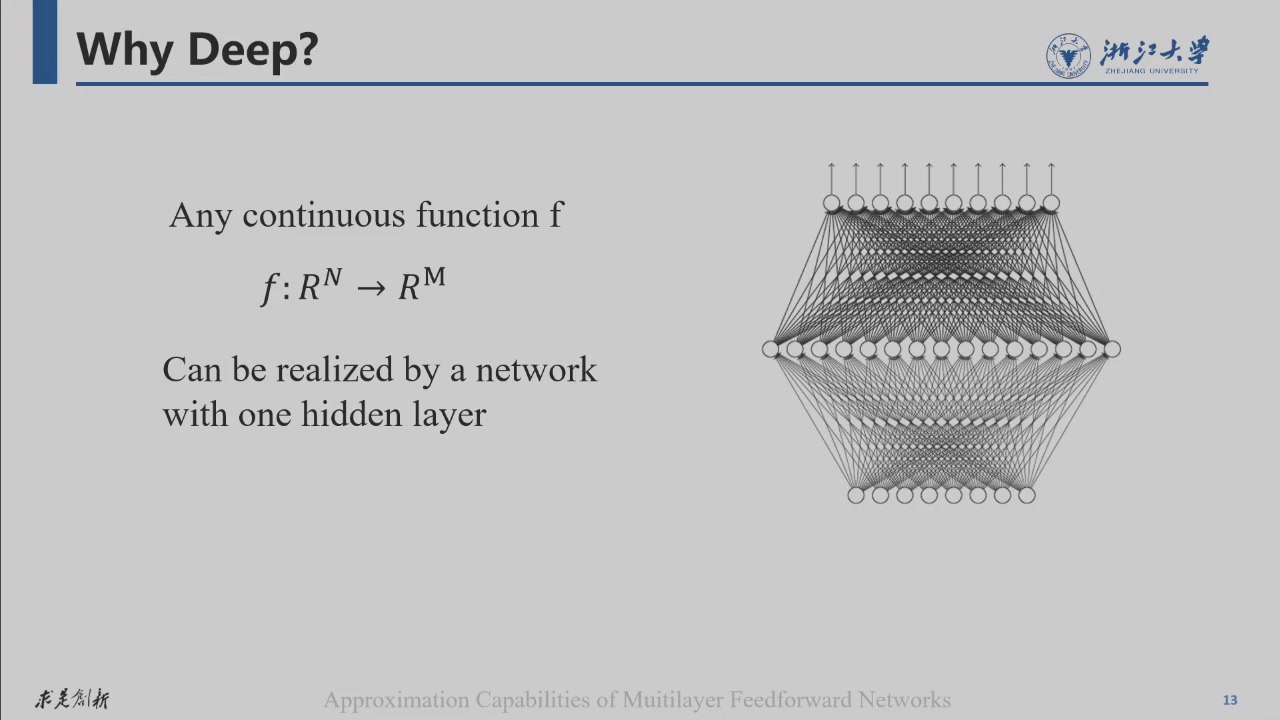 Why Deep?
浙江大学
ZHEJIANG UNIVERSITY
Any continuous function f
f: R^N → R^M
Can be realized by a network
with one hidden layer
求是创新
Approximation Capabilities of Muitilayer Feedforward Networks
13